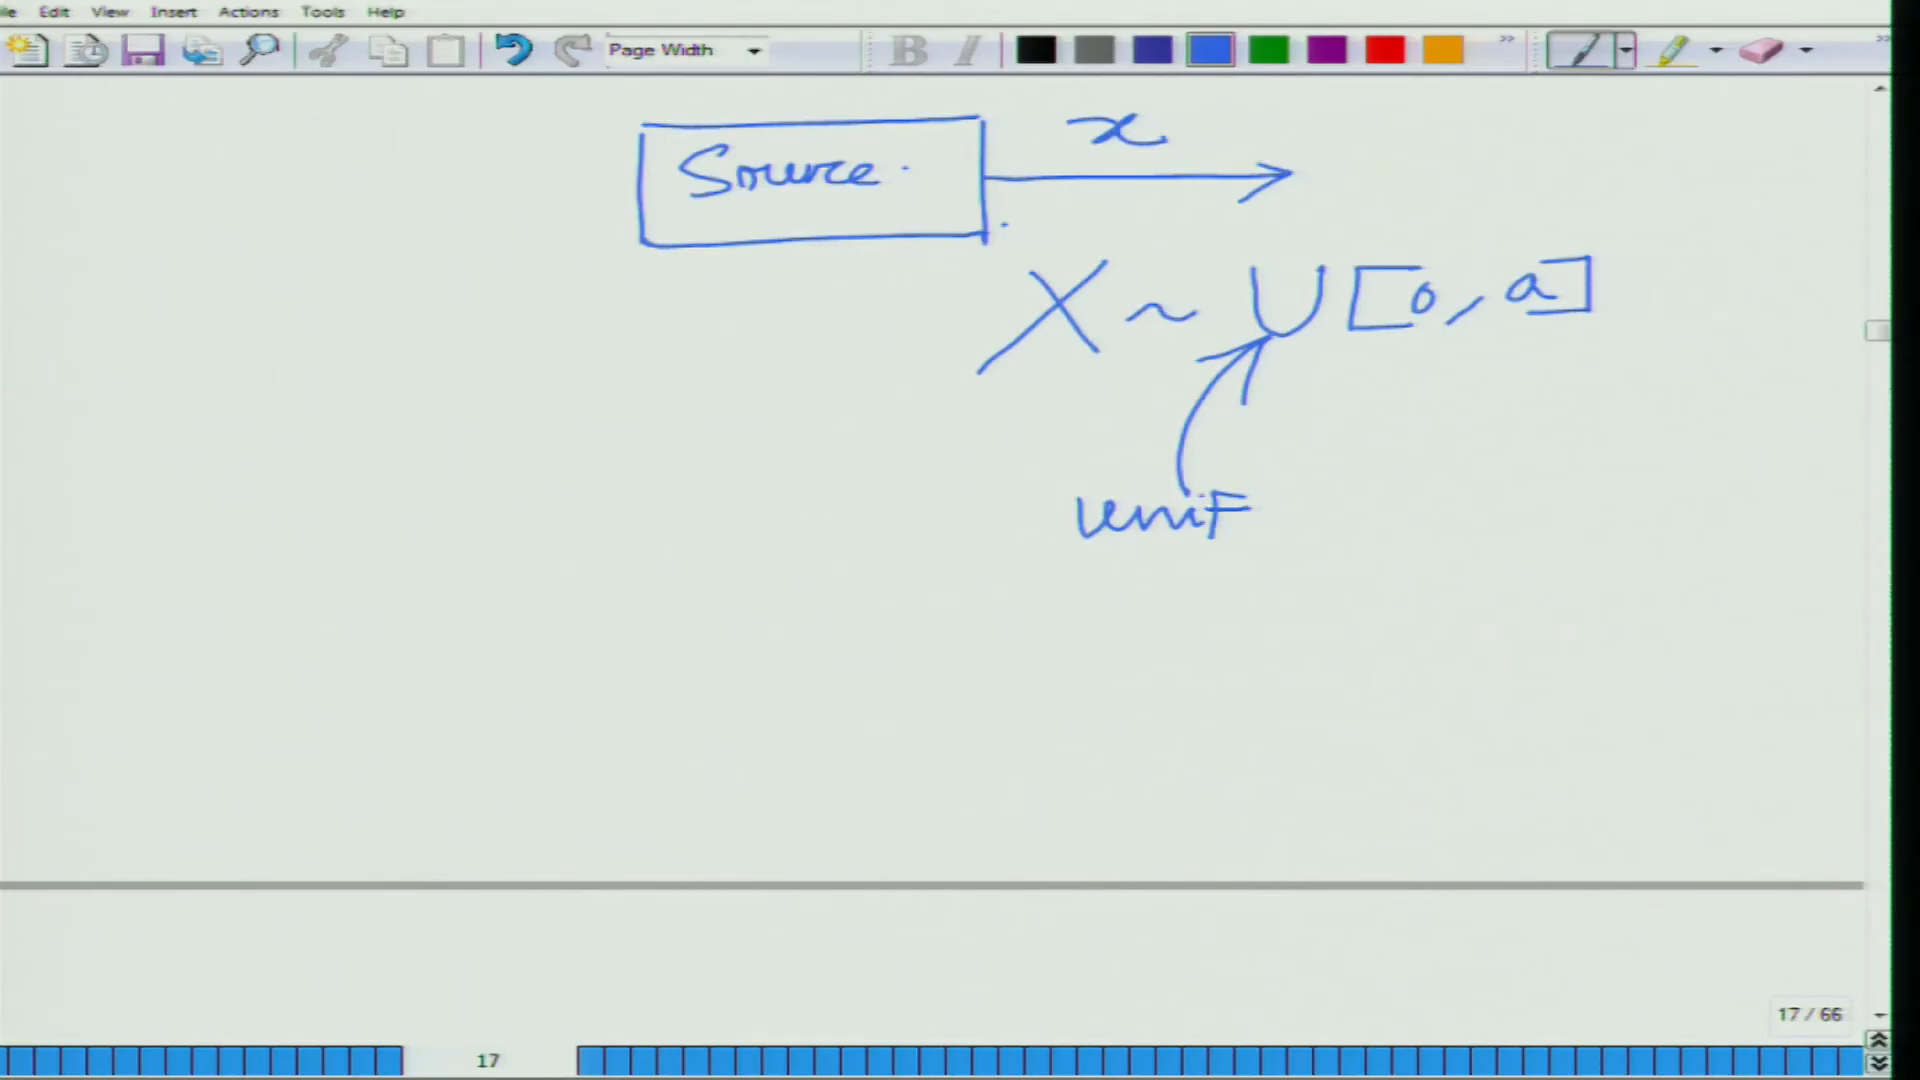 File Edit View Insert Actions Tools Help
Page Width
B I
Source
x
X ~ U [0, a]
unif
17 / 66
17